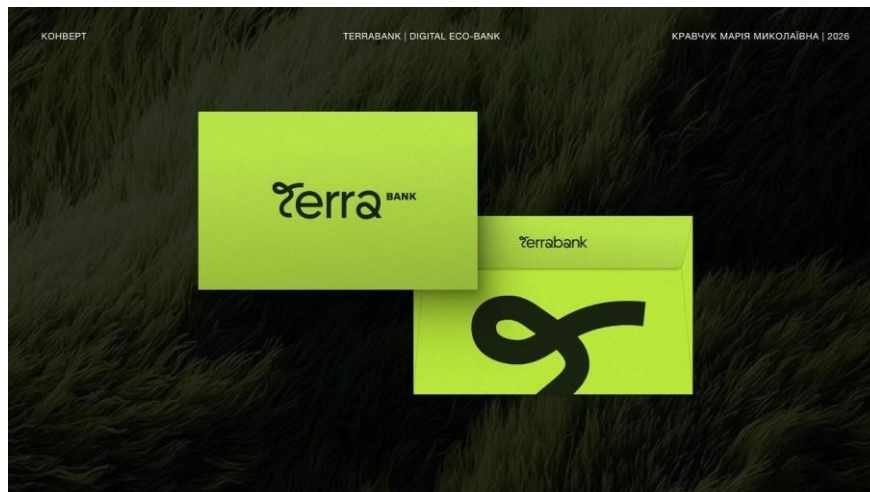 КОНВЕРТ
TERRABANK | DIGITAL ECO-BANK
КРАВЧУК МАРІЯ МИКОЛАЇВНА | 2026
Terra BANK
Terrabank